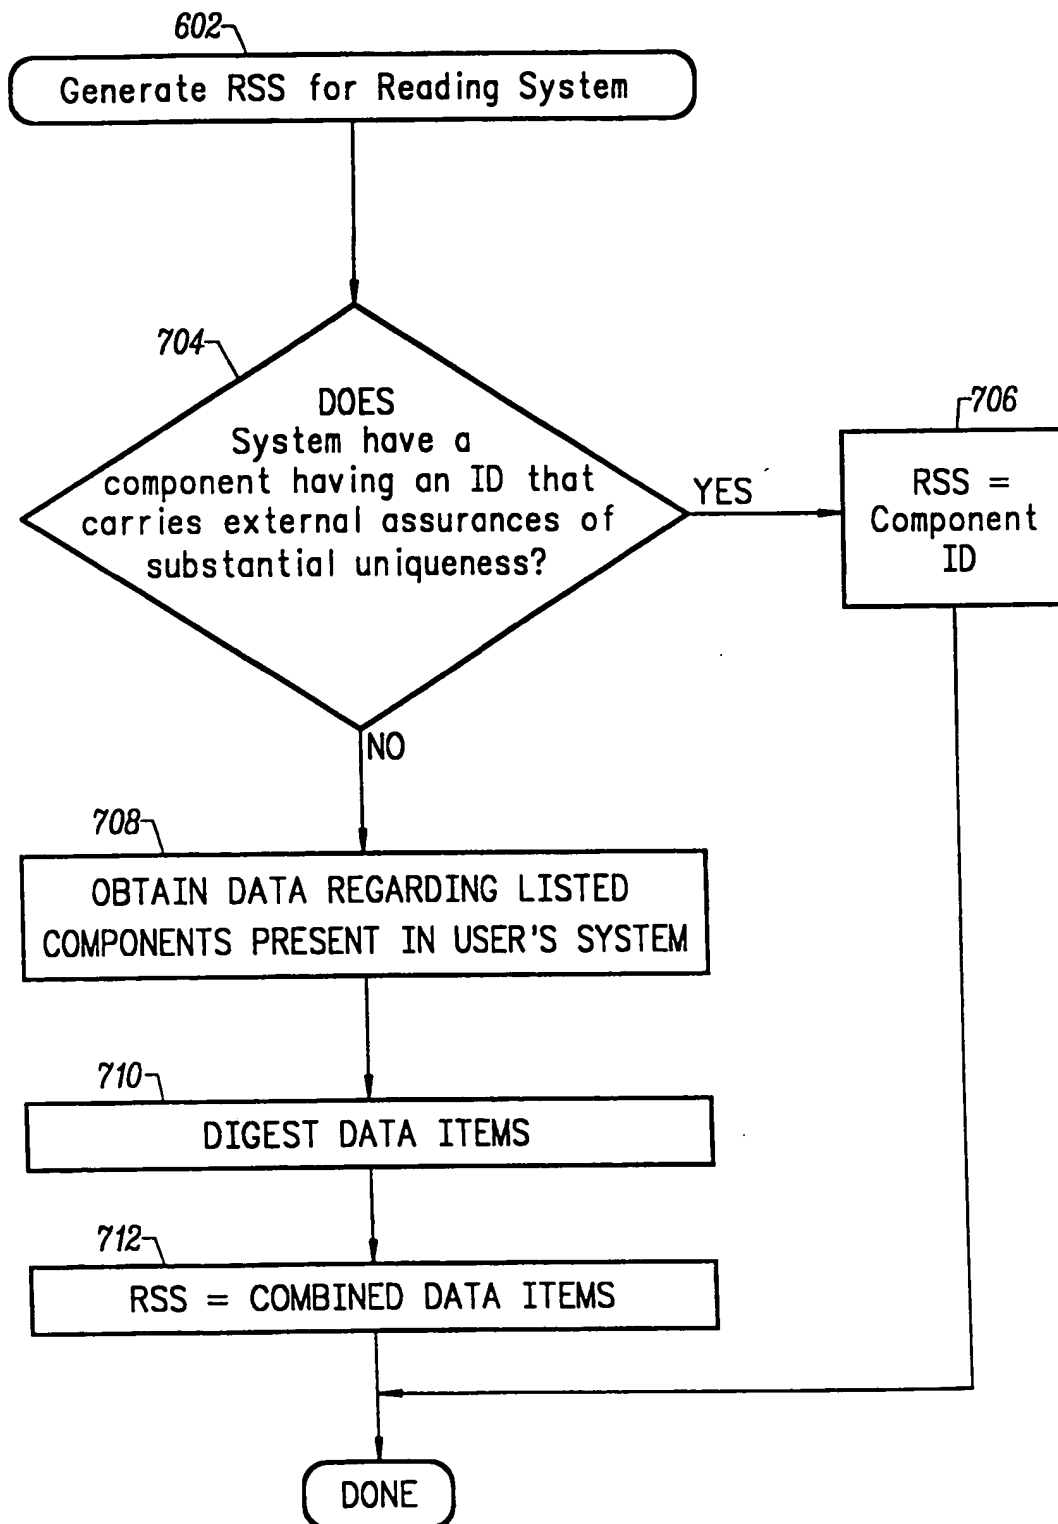 602
Generate RSS for Reading System
704
DOES
System have a
component having an ID that
carries external assurances of
substantial uniqueness?
YES
706
RSS =
Component
ID
NO
708
OBTAIN DATA REGARDING LISTED
COMPONENTS PRESENT IN USER'S SYSTEM
710
DIGEST DATA ITEMS
712
RSS = COMBINED DATA ITEMS
DONE